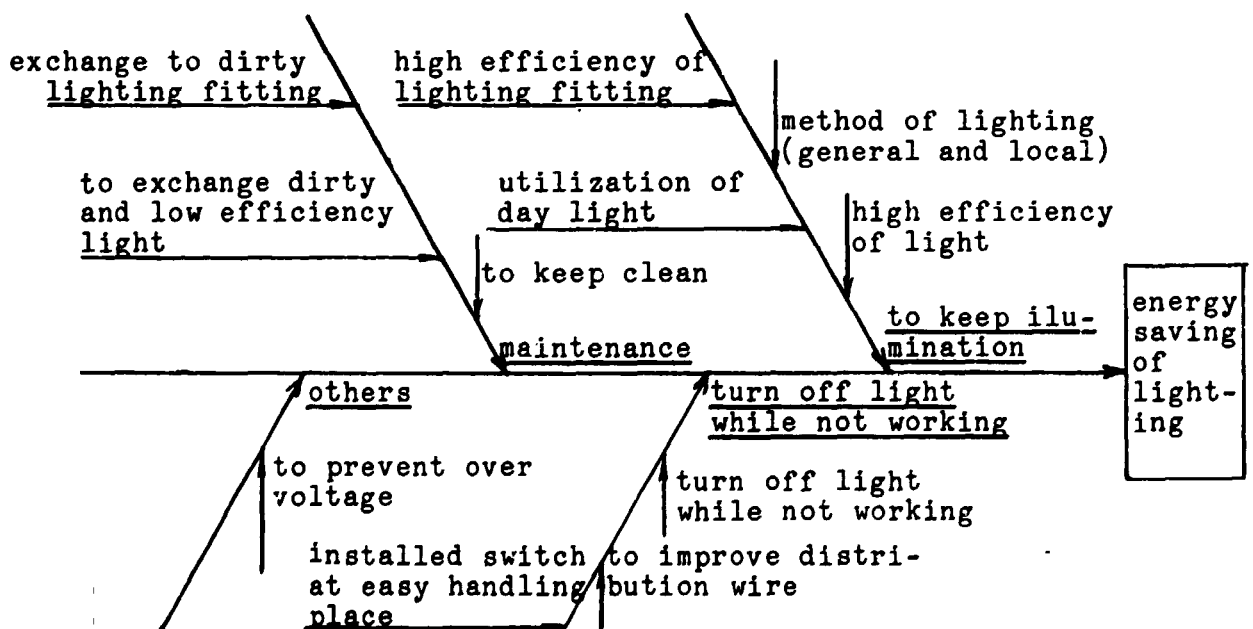 exchange to dirty
lighting fitting
high efficiency of
lighting fitting
method of lighting
(general and local)
to exchange dirty
and low efficiency
light
utilization of
day light
high efficiency
of light
to keep clean
energy
saving
of
light-
ing
to keep ilu-
mination
maintenance
others
turn off light
while not working
to prevent over
voltage
turn off light
while not working
installed switch
at easy handling
place
to improve distri-
bution wire